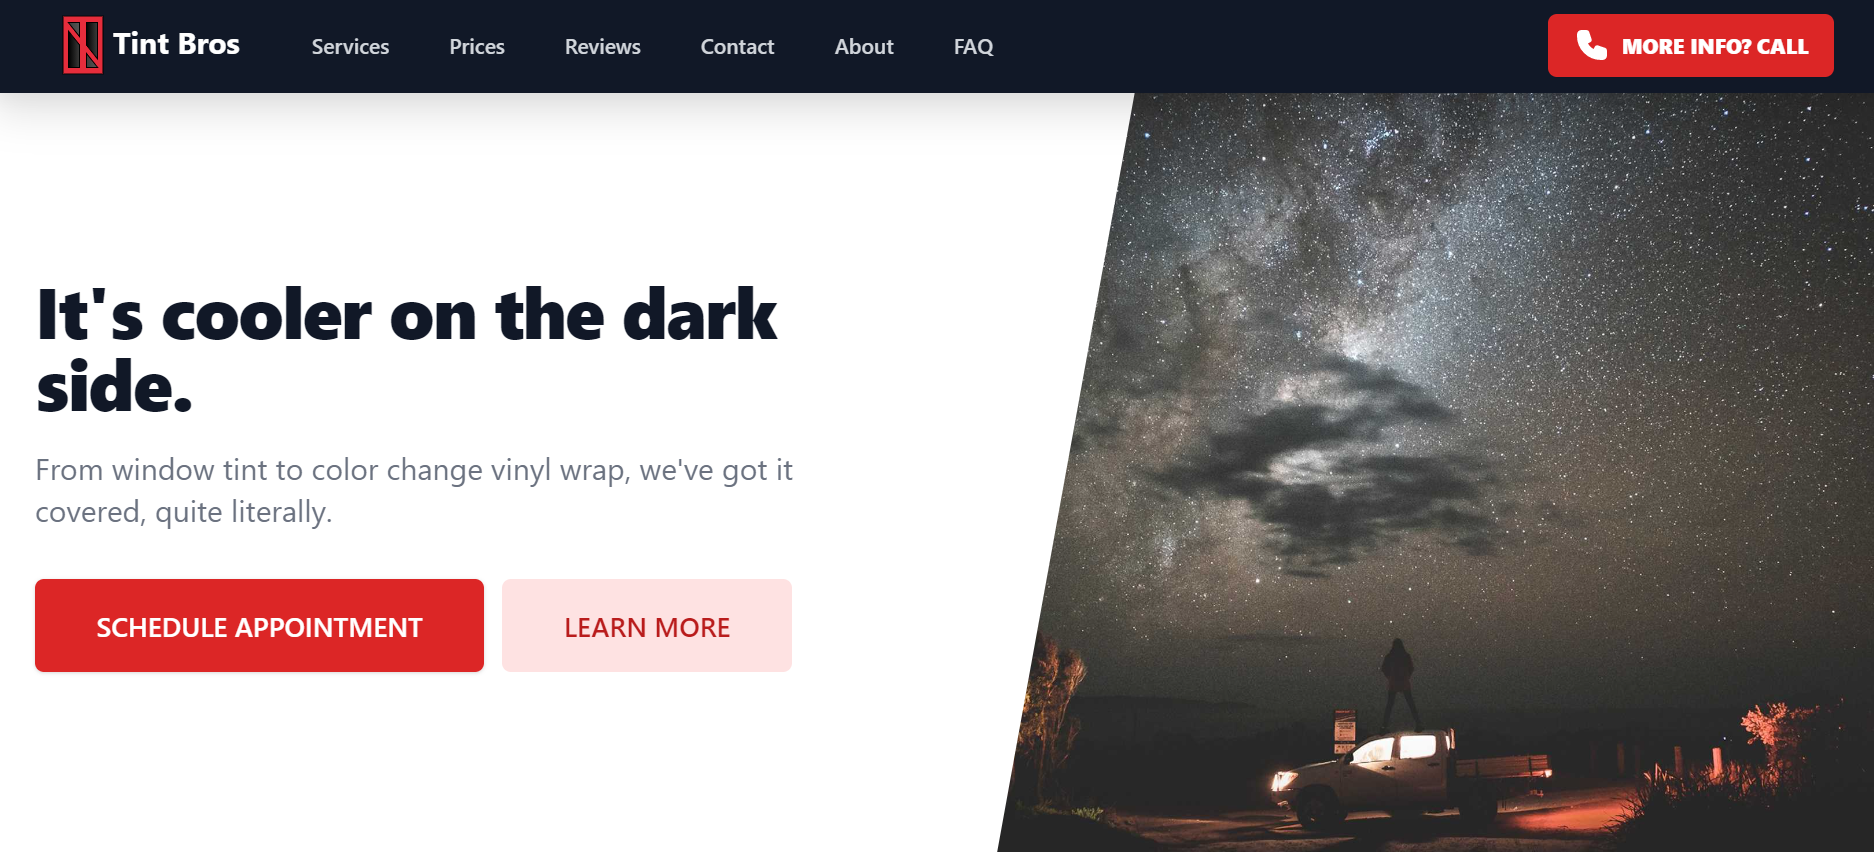 Tint Bros
Services
Prices
Reviews
Contact
About
FAQ
MORE INFO? CALL
It's cooler on the dark
side.
From window tint to color change vinyl wrap, we've got it
covered, quite literally.
SCHEDULE APPOINTMENT
LEARN MORE